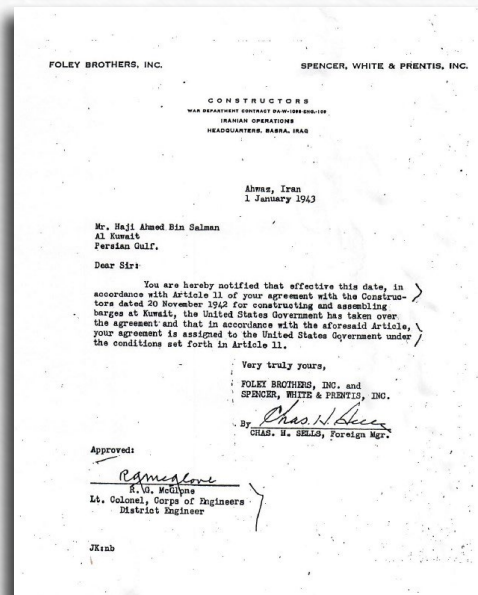 FOLEY BROTHERS, INC. SPENCER, WHITE & PRENTIS, INC.
CONSTRUCTORS
WAR DEPARTMENT CONTRACT
IRANIAN OPERATIONS
HEADQUARTERS, BASRA, IRAQ
Ahwaz, Iran
1 January 1943
Mr. Haji Ahmed Bin Salman
Al Kuwait
Persian Gulf.
Dear Sir:
You are hereby notified that effective this date, in
accordance with Article 11 of your agreement with the Construc-
tors dated 20 November 1942 for constructing and assembling
barges at Kuwait, the United States Government has taken over
the agreement and that in accordance with the aforesaid Article,
your agreement is assigned to the United States Government under
the conditions set forth in Article 11.
Very truly yours,
FOLEY BROTHERS, INC. and
SPENCER, WHITE & PRENTIS, INC.
By Chas. H. Sells
CHAS. H. SELLS, Foreign Mgr.
Approved:
R. G. McGlone
Lt. Colonel, Corps of Engineers
District Engineer
JK:nb